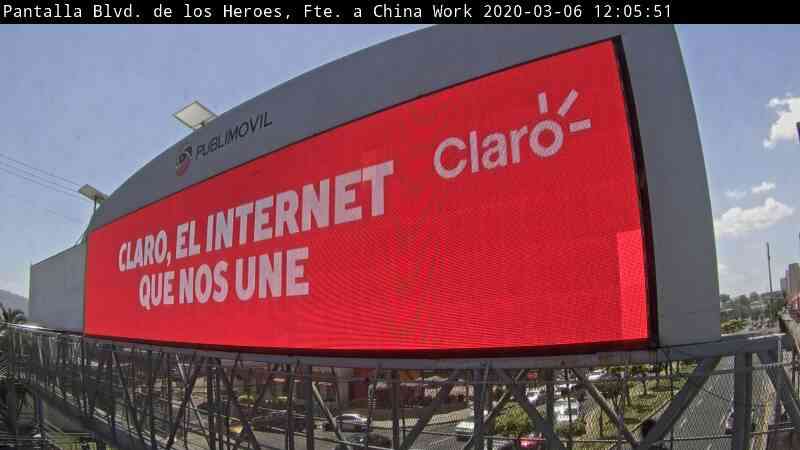 Pantalla Blvd. de los Heroes, Fte. a China Work 2020-03-06 12:05:51
PUBLIMOVIL
Claro
CLARO, EL INTERNET
QUE NOS UNE